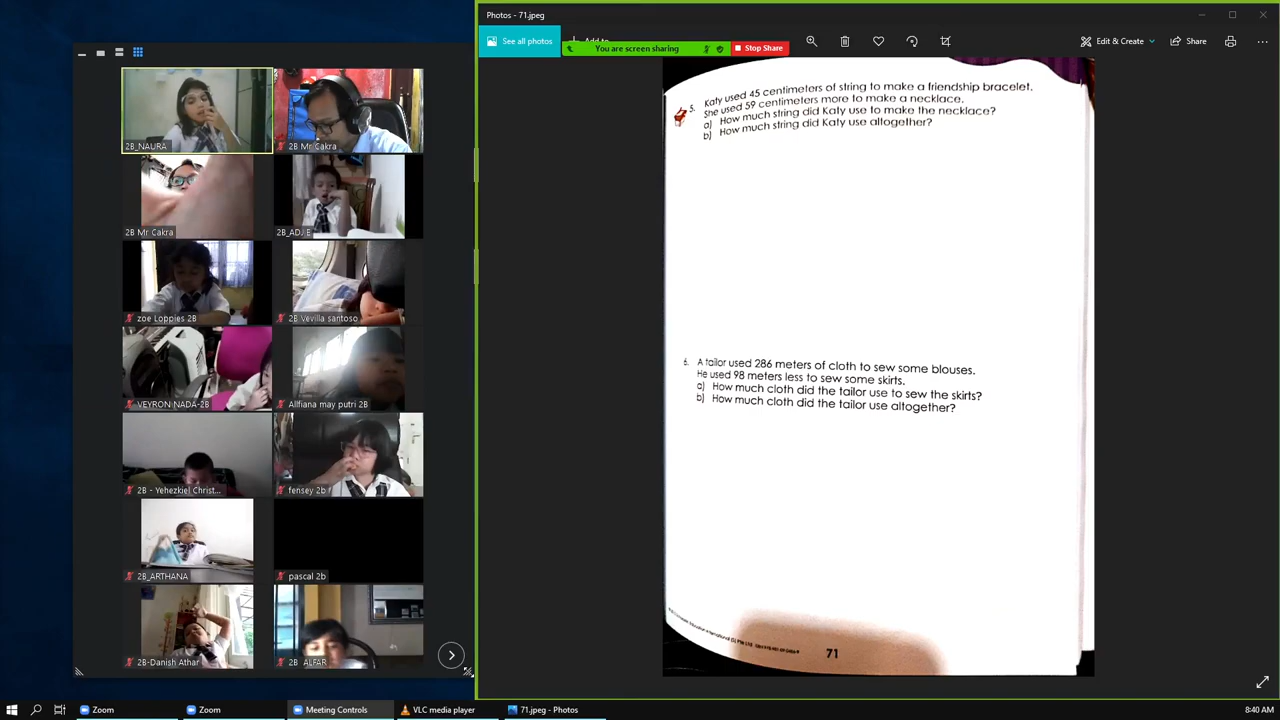 Photos - 71.jpeg
See all photos
Add to
You are screen sharing
Stop Share
Edit & Create
Share
2B_NAURA
2B Mr Cakra
2B Mr Cakra
2B_AD, E
zoe Loppies 2B
2B Vevilla santoso
VEYRON NADA-2B
Allfiana may putri 2B
2B - Yehezkiel Christ...
fensey 2b f
2B_ARTHANA
pascal 2b
2B-Danish Athar
2B_ALFAR
5. Katy used 45 centimeters of string to make a friendship bracelet.
She used 59 centimeters more to make a necklace.
a) How much string did Katy use to make the necklace?
b) How much string did Katy use altogether?
6. A tailor used 286 meters of cloth to sew some blouses.
He used 98 meters less to sew some skirts.
a) How much cloth did the tailor use to sew the skirts?
b) How much cloth did the tailor use altogether?
71
Zoom
Zoom
Meeting Controls
VLC media player
71.jpeg - Photos
8:40 AM